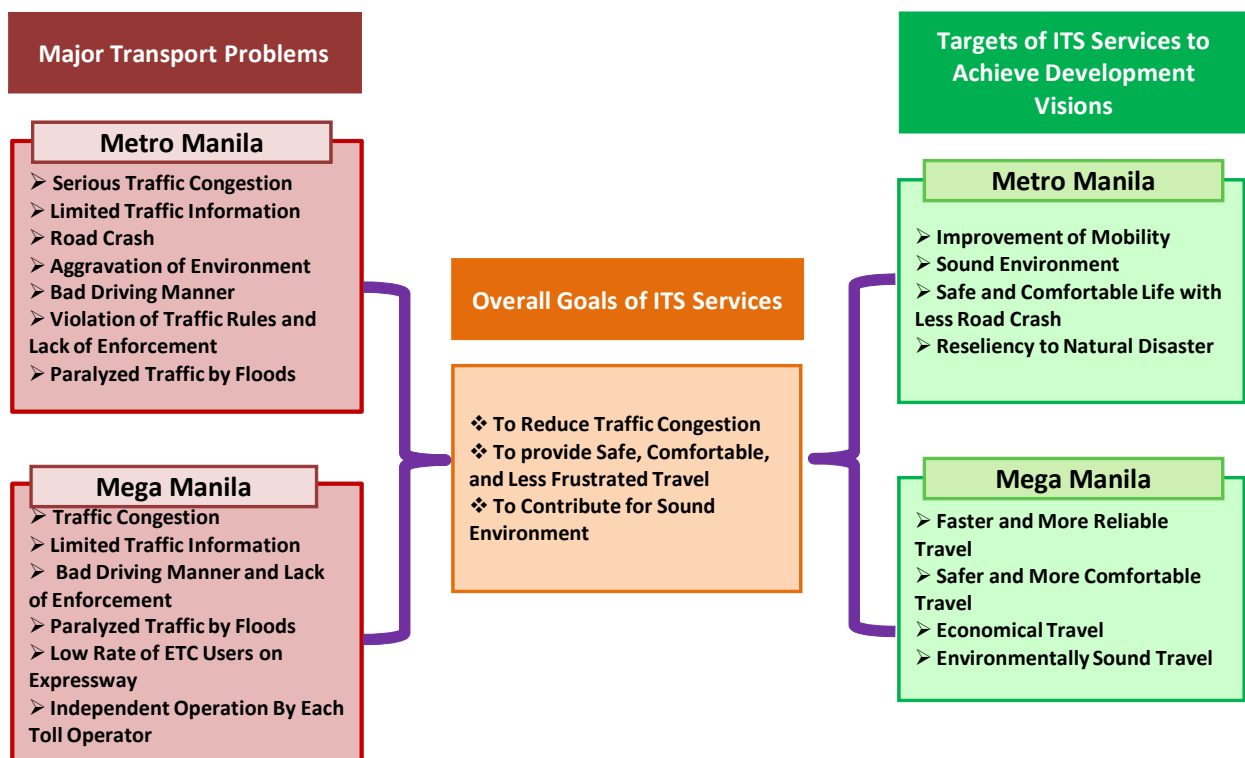 Major Transport Problems
Metro Manila
➢ Serious Traffic Congestion
➢ Limited Traffic Information
➢ Road Crash
➢ Aggravation of Environment
➢ Bad Driving Manner
➢ Violation of Traffic Rules and
Lack of Enforcement
➢ Paralyzed Traffic by Floods
Mega Manila
➢ Traffic Congestion
➢ Limited Traffic Information
➢ Bad Driving Manner and Lack
of Enforcement
➢ Paralyzed Traffic by Floods
➢ Low Rate of ETC Users on
Expressway
➢ Independent Operation By Each
Toll Operator
Overall Goals of ITS Services
❖ To Reduce Traffic Congestion
❖ To provide Safe, Comfortable,
and Less Frustrated Travel
❖ To Contribute for Sound
Environment
Targets of ITS Services to
Achieve Development
Visions
Metro Manila
➢ Improvement of Mobility
➢ Sound Environment
➢ Safe and Comfortable Life with
Less Road Crash
➢ Reseliency to Natural Disaster
Mega Manila
➢ Faster and More Reliable
Travel
➢ Safer and More Comfortable
Travel
➢ Economical Travel
➢ Environmentally Sound Travel